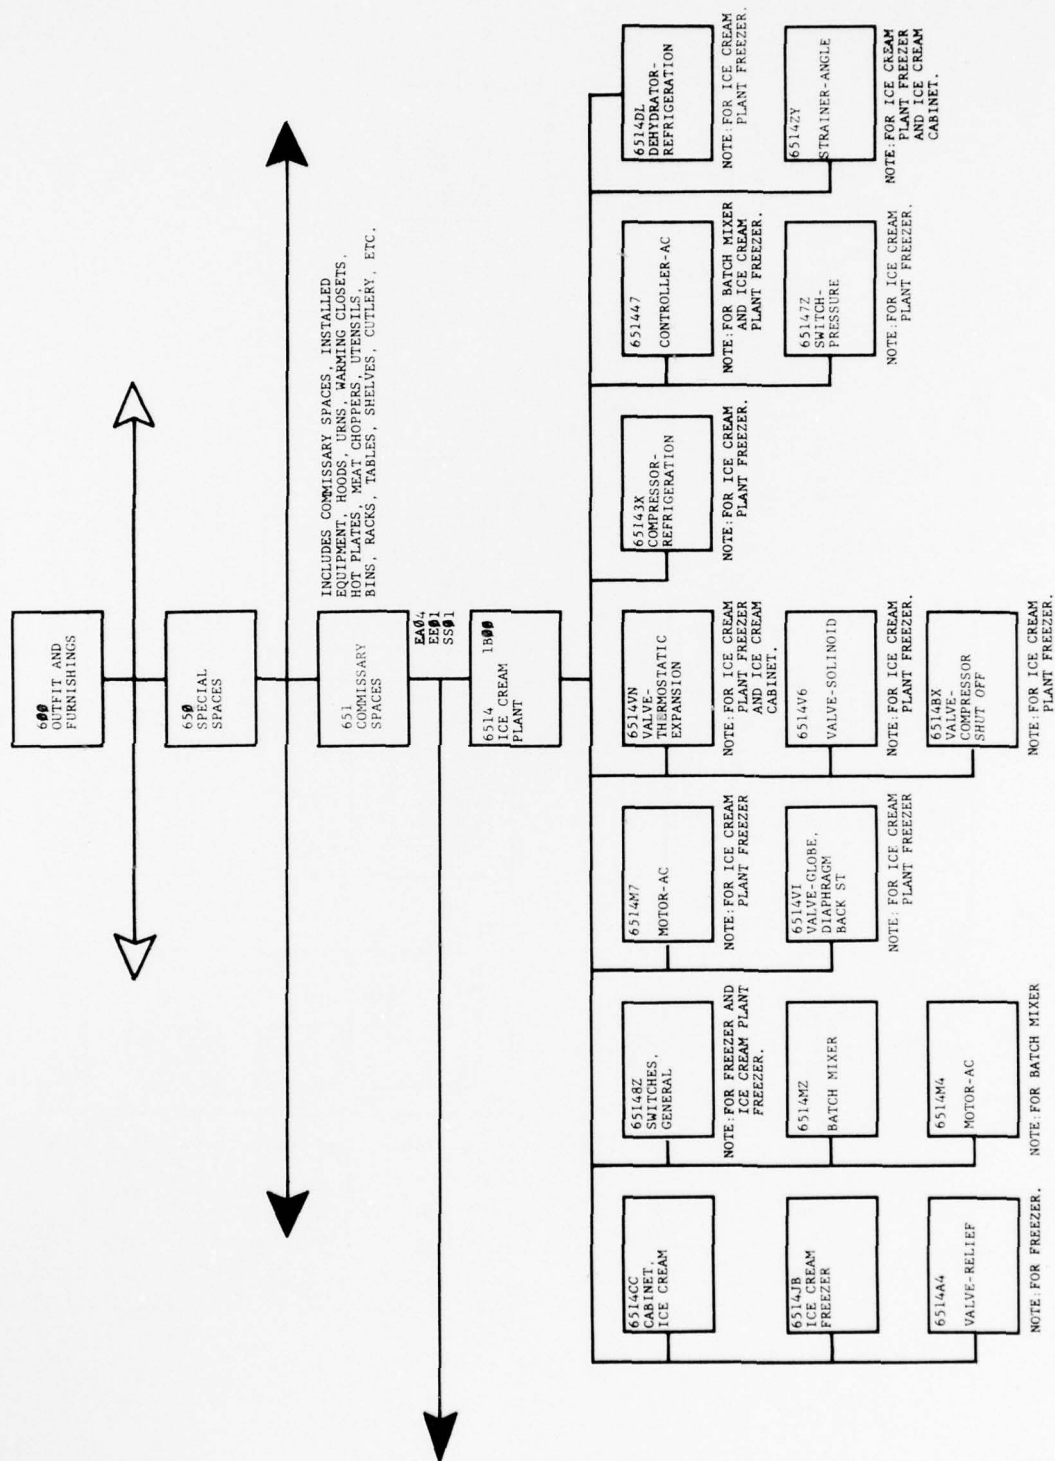 600
OUTFIT AND
FURNISHINGS
650
SPECIAL
SPACES
651
COMMISSARY
SPACES
INCLUDES COMMISSARY SPACES, INSTALLED
EQUIPMENT, HOODS, URNS, WARMING CLOSETS,
HOT PLATES, MEAT CHOPPERS, UTENSILS,
BINS, RACKS, TABLES, SHELVES, CUTLERY, ETC.
EA04
EE01
SS01
6514 1B00
ICE CREAM
PLANT
6514CC
CABINET,
ICE CREAM
6514JB
ICE CREAM
FREEZER
6514A4
VALVE-RELIEF
NOTE: FOR FREEZER.
65148Z
SWITCHES,
GENERAL
NOTE: FOR FREEZER AND
ICE CREAM PLANT
FREEZER.
6514MZ
BATCH MIXER
6514M4
MOTOR-AC
NOTE: FOR BATCH MIXER
6514M7
MOTOR-AC
NOTE: FOR ICE CREAM
PLANT FREEZER
6514VI
VALVE-GLOBE,
DIAPHRAGM
BACK ST
NOTE: FOR ICE CREAM
PLANT FREEZER
6514VN
VALVE-
THERMOSTATIC
EXPANSION
NOTE: FOR ICE CREAM
PLANT FREEZER
AND ICE CREAM
CABINET.
6514V6
VALVE-SOLINOID
NOTE: FOR ICE CREAM
PLANT FREEZER.
6514BX
VALVE-
COMPRESSOR
SHUT OFF
NOTE: FOR ICE CREAM
PLANT FREEZER.
65143X
COMPRESSOR-
REFRIGERATION
NOTE: FOR ICE CREAM
PLANT FREEZER.
651447
CONTROLLER-AC
NOTE: FOR BATCH MIXER
AND ICE CREAM
PLANT FREEZER.
65147Z
SWITCH-
PRESSURE
NOTE: FOR ICE CREAM
PLANT FREEZER.
6514DL
DEHYDRATOR-
REFRIGERATION
NOTE: FOR ICE CREAM
PLANT FREEZER.
6514ZY
STRAINER-ANGLE
NOTE: FOR ICE CREAM
PLANT FREEZER
AND ICE CREAM
CABINET.